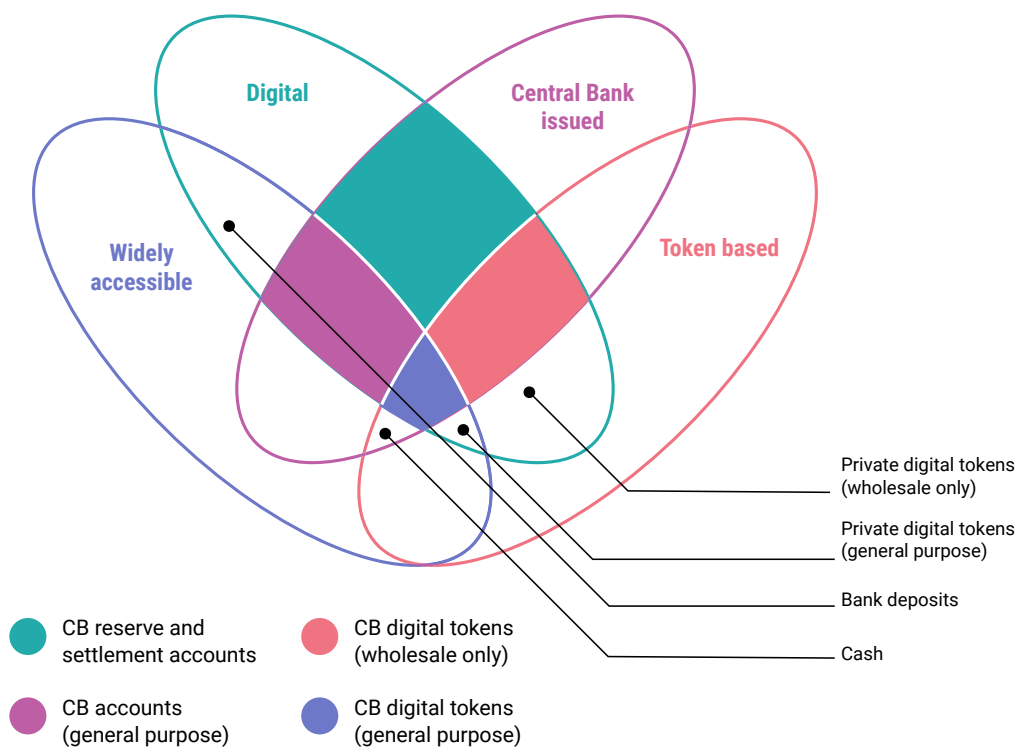 Digital
Central Bank
issued
Widely
accessible
Token based
Private digital tokens
(wholesale only)
Private digital tokens
(general purpose)
Bank deposits
Cash
CB reserve and
settlement accounts
CB digital tokens
(wholesale only)
CB accounts
(general purpose)
CB digital tokens
(general purpose)